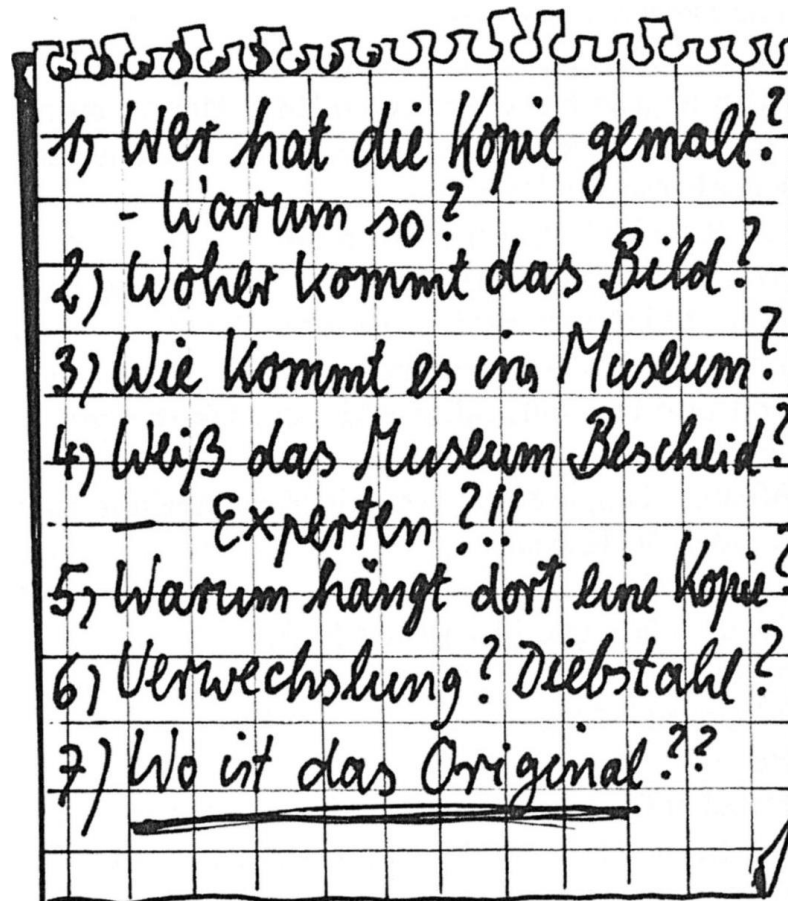 1) Wer hat die Kopie gemalt?
- Warum so?
2) Woher kommt das Bild?
3) Wie kommt es ins Museum?
4) Weiß das Museum Bescheid?
- Experten?!!
5) Warum hängt dort eine Kopie?
6) Verwechslung? Diebstahl?
7) Wo ist das Original??